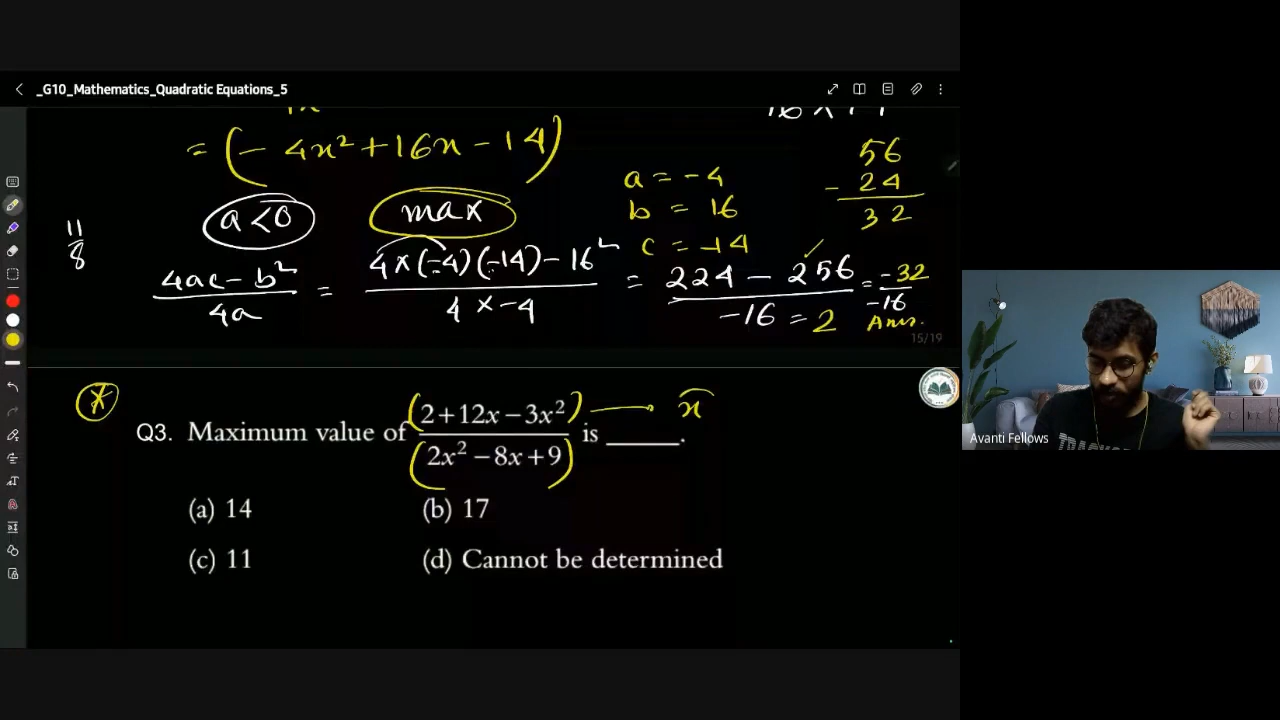 _G10_Mathematics_Quadratic Equations_5
= (- 4x² + 16x - 14)
56
- 24
32
a = -4
b = 16
c = -14
a < 0
max
11/8
(4ac - b²)/4a = (4 × (-4)(-14) - 16²)/(4 × -4) = (224 - 256)/-16 = -32/-16
= 2 Ans.
15/19
Q3. Maximum value of (2+12x−3x²)/(2x²−8x+9) is ______. → x
(a) 14 (b) 17
(c) 11 (d) Cannot be determined
Avanti Fellows